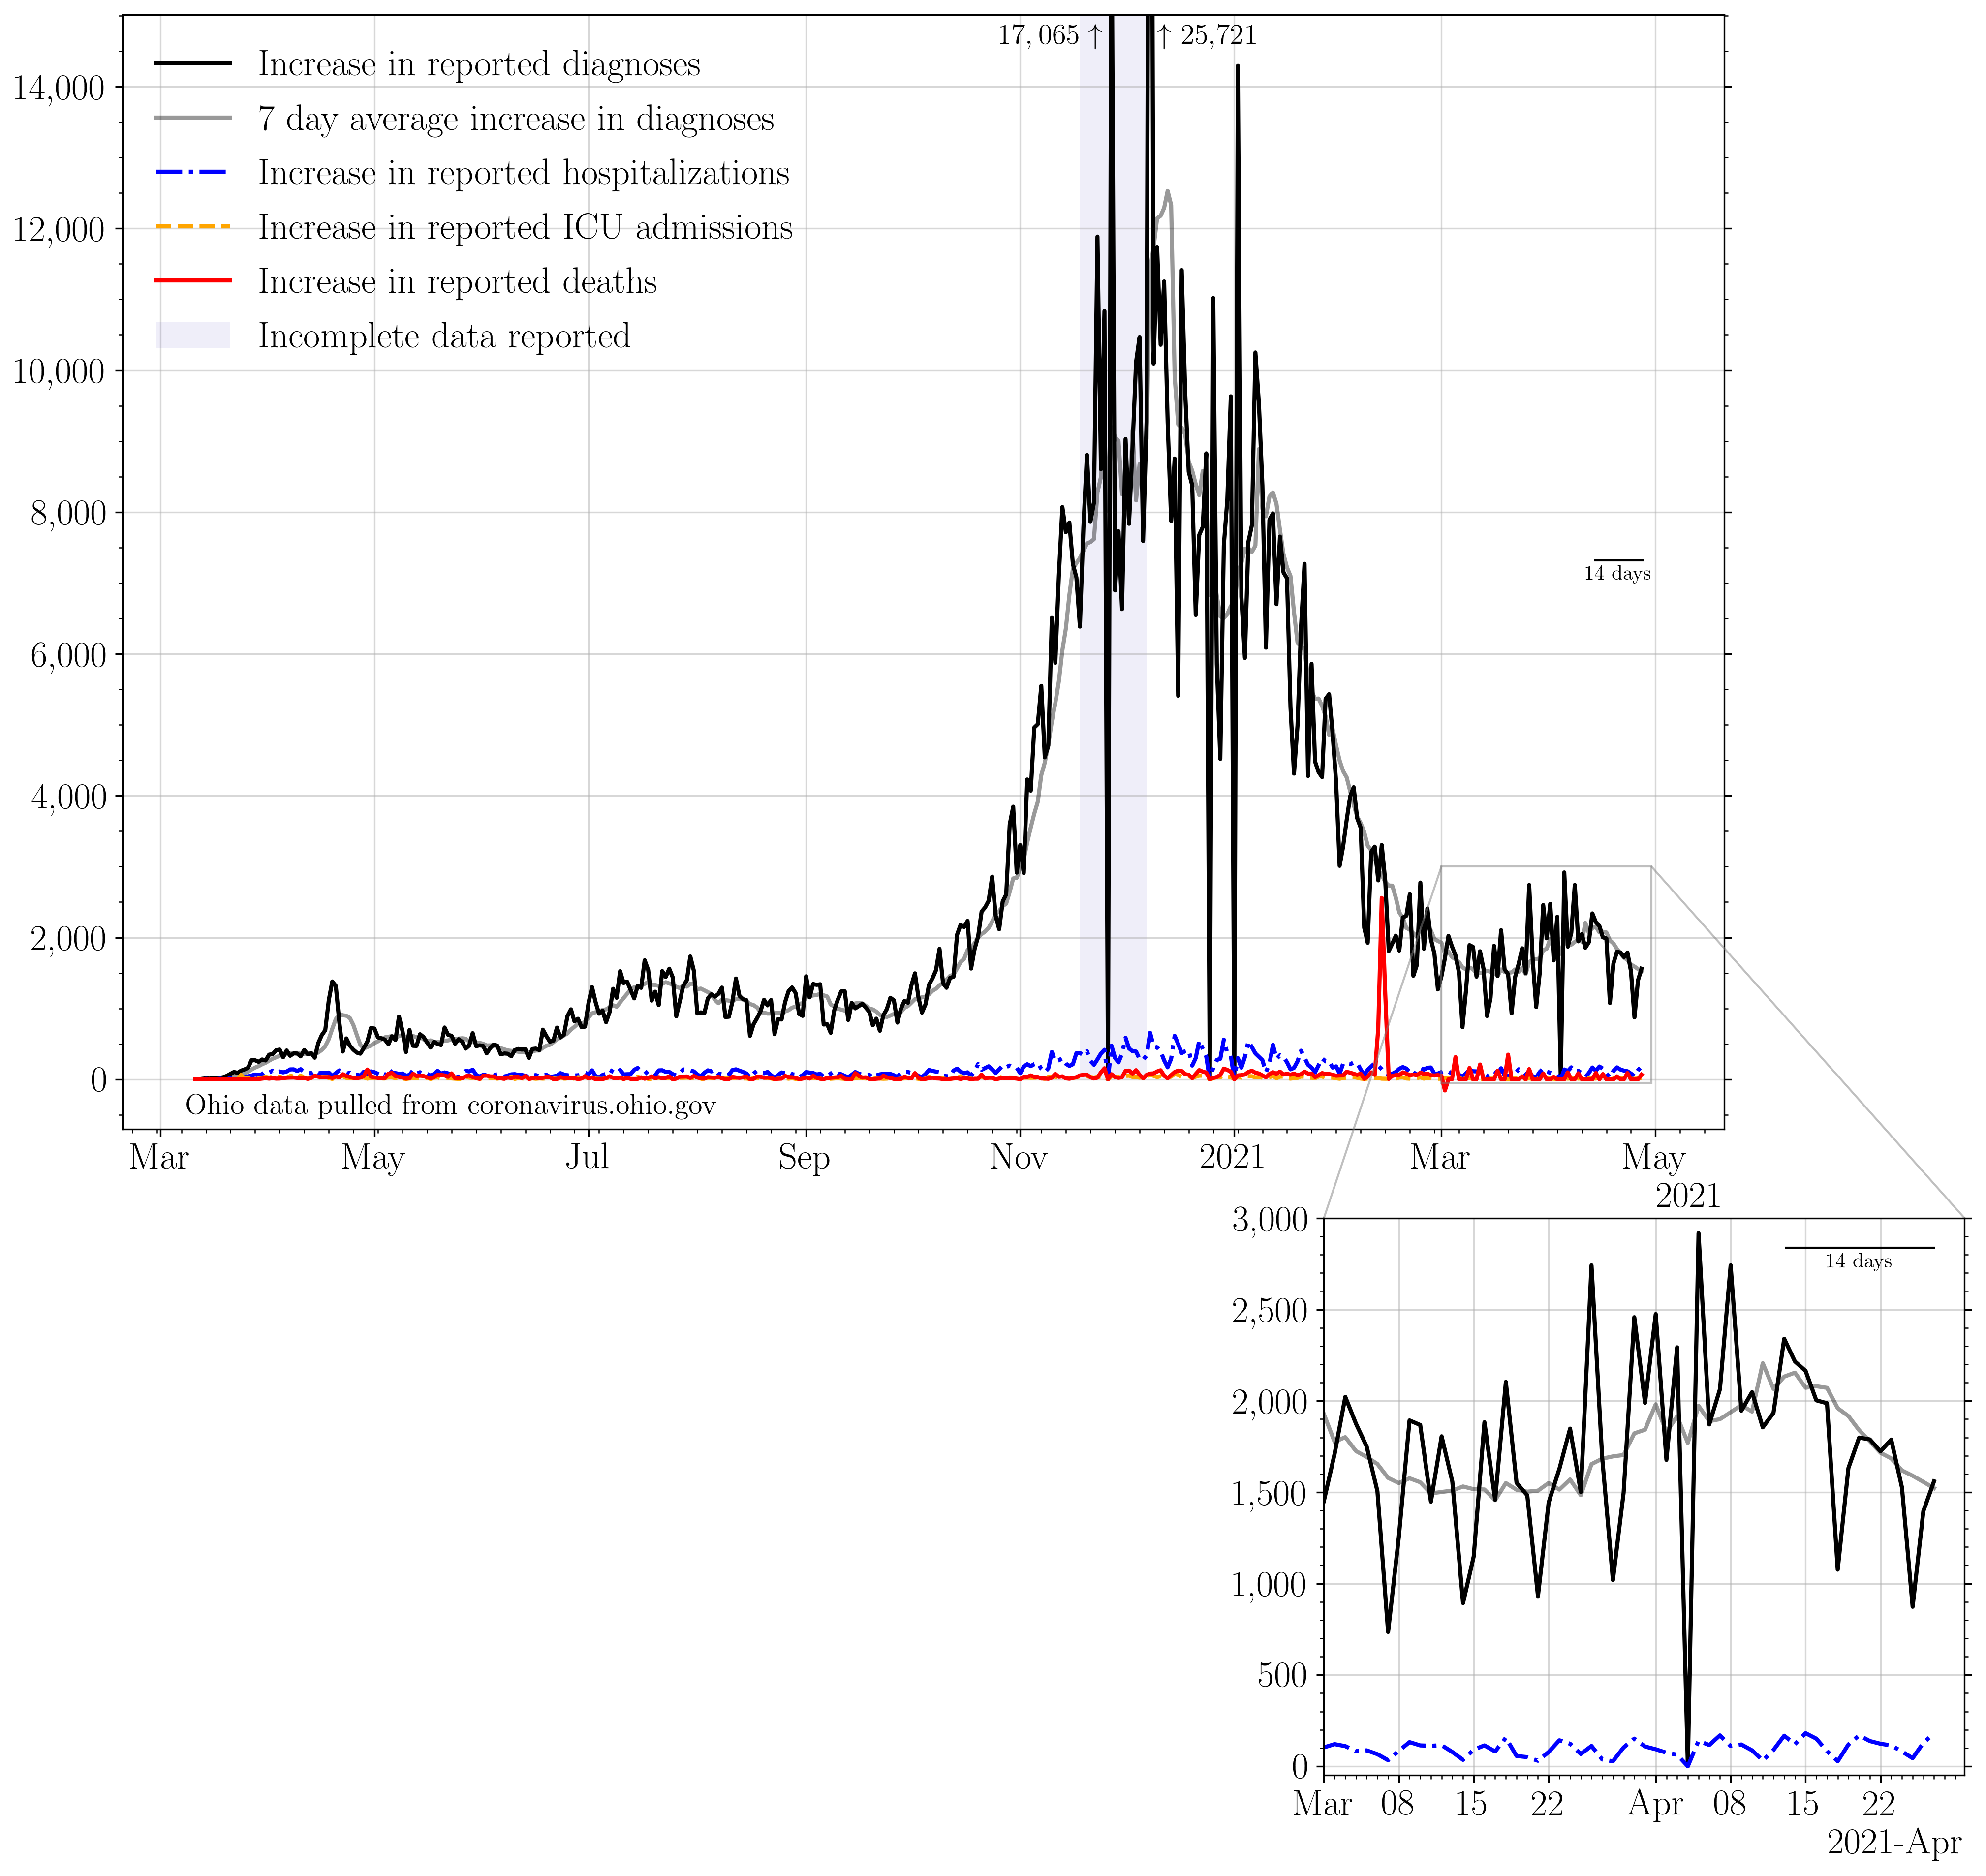 17, 065 ↑ ↑ 25,721
Increase in reported diagnoses
7 day average increase in diagnoses
Increase in reported hospitalizations
Increase in reported ICU admissions
Increase in reported deaths
Incomplete data reported
14,000
12,000
10,000
8,000
6,000
4,000
2,000
0
14 days
Ohio data pulled from coronavirus.ohio.gov
Mar May Jul Sep Nov 2021 Mar May
2021
3,000
2,500
2,000
1,500
1,000
500
0
14 days
Mar 08 15 22 Apr 08 15 22
2021-Apr